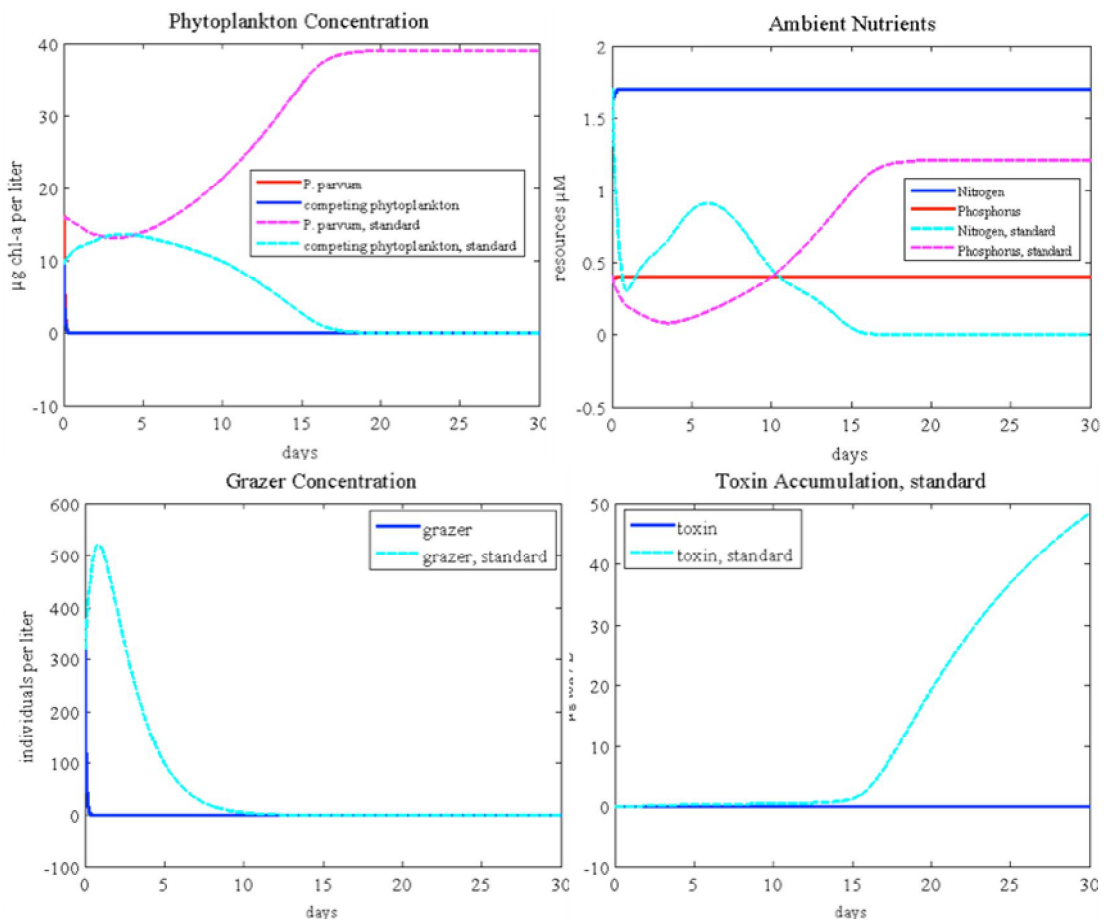 Phytoplankton Concentration
µg chl-a per liter
40
30
20
10
0
-10
P. parvum
competing phytoplankton
P. parvum, standard
competing phytoplankton, standard
0 5 10 15 20 25 30
days
Ambient Nutrients
resources µM
2
1.5
1
0.5
0
-0.5
Nitrogen
Phosphorus
Nitrogen, standard
Phosphorus, standard
0 5 10 15 20 25 30
days
Grazer Concentration
individuals per liter
600
500
400
300
200
100
0
-100
grazer
grazer, standard
0 5 10 15 20 25 30
days
Toxin Accumulation, standard
50
40
30
20
10
0
-10
toxin
toxin, standard
0 5 10 15 20 25 30
days